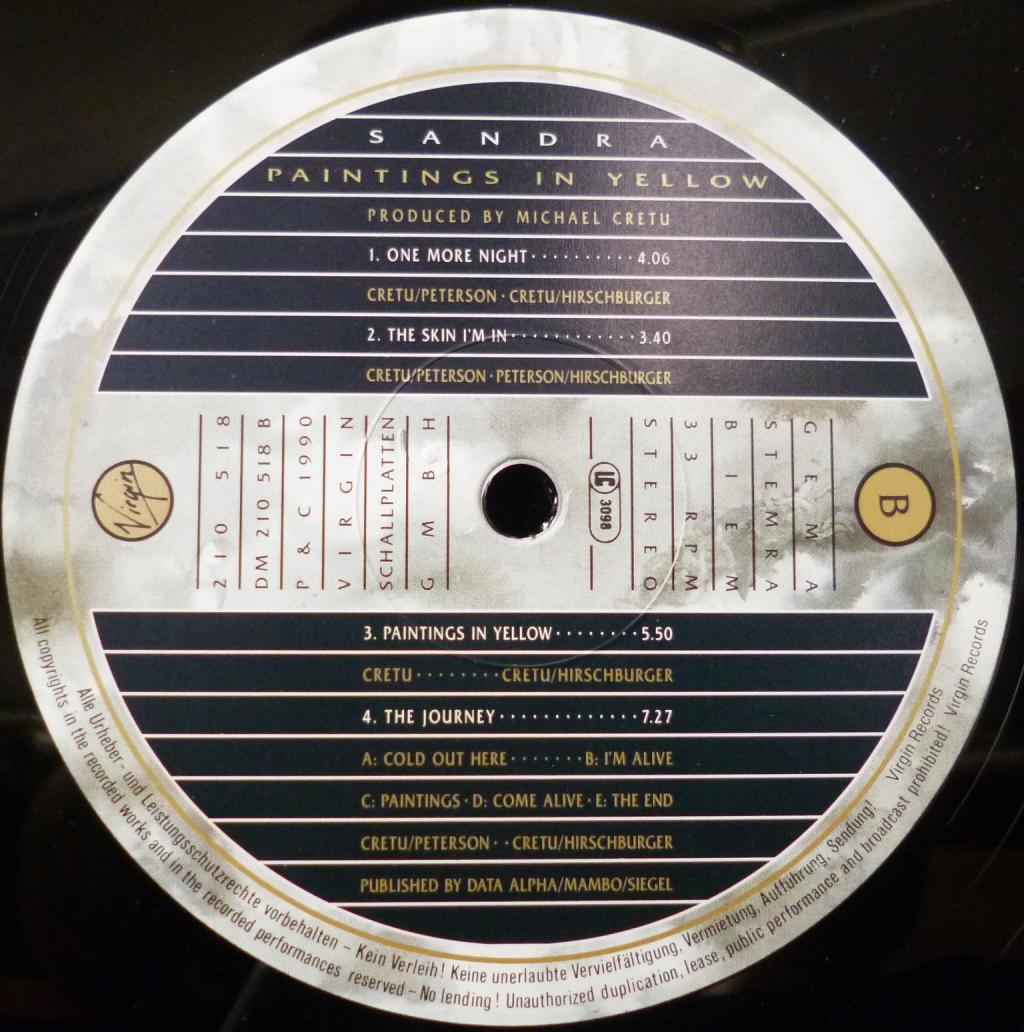 SANDRA
PAINTINGS IN YELLOW
PRODUCED BY MICHAEL CRETU
1. ONE MORE NIGHT··········4.06
CRETU/PETERSON · CRETU/HIRSCHBURGER
2. THE SKIN I'M IN············3.40
CRETU/PETERSON · PETERSON/HIRSCHBURGER
Virgin
210 518
DM 210 518 B
P & C 1990
VIRGIN
SCHALLPLATTEN
GMBH
LC 3098
STEREO
33 RPM
BIEM
STEMRA
GEMA
B
3. PAINTINGS IN YELLOW········5.50
CRETU········CRETU/HIRSCHBURGER
4. THE JOURNEY·············7.27
A: COLD OUT HERE·······B: I'M ALIVE
C: PAINTINGS · D: COME ALIVE · E: THE END
CRETU/PETERSON··CRETU/HIRSCHBURGER
PUBLISHED BY DATA ALPHA/MAMBO/SIEGEL
Alle Urheber- und Leistungsschutzrechte vorbehalten – Kein Verleih! Keine unerlaubte Vervielfältigung, Vermietung, Aufführung, Sendung! Virgin Records
All copyrights in the recorded works and in the recorded performances reserved – No lending! Unauthorized duplication, lease, public performance and broadcast prohibited! Virgin Records